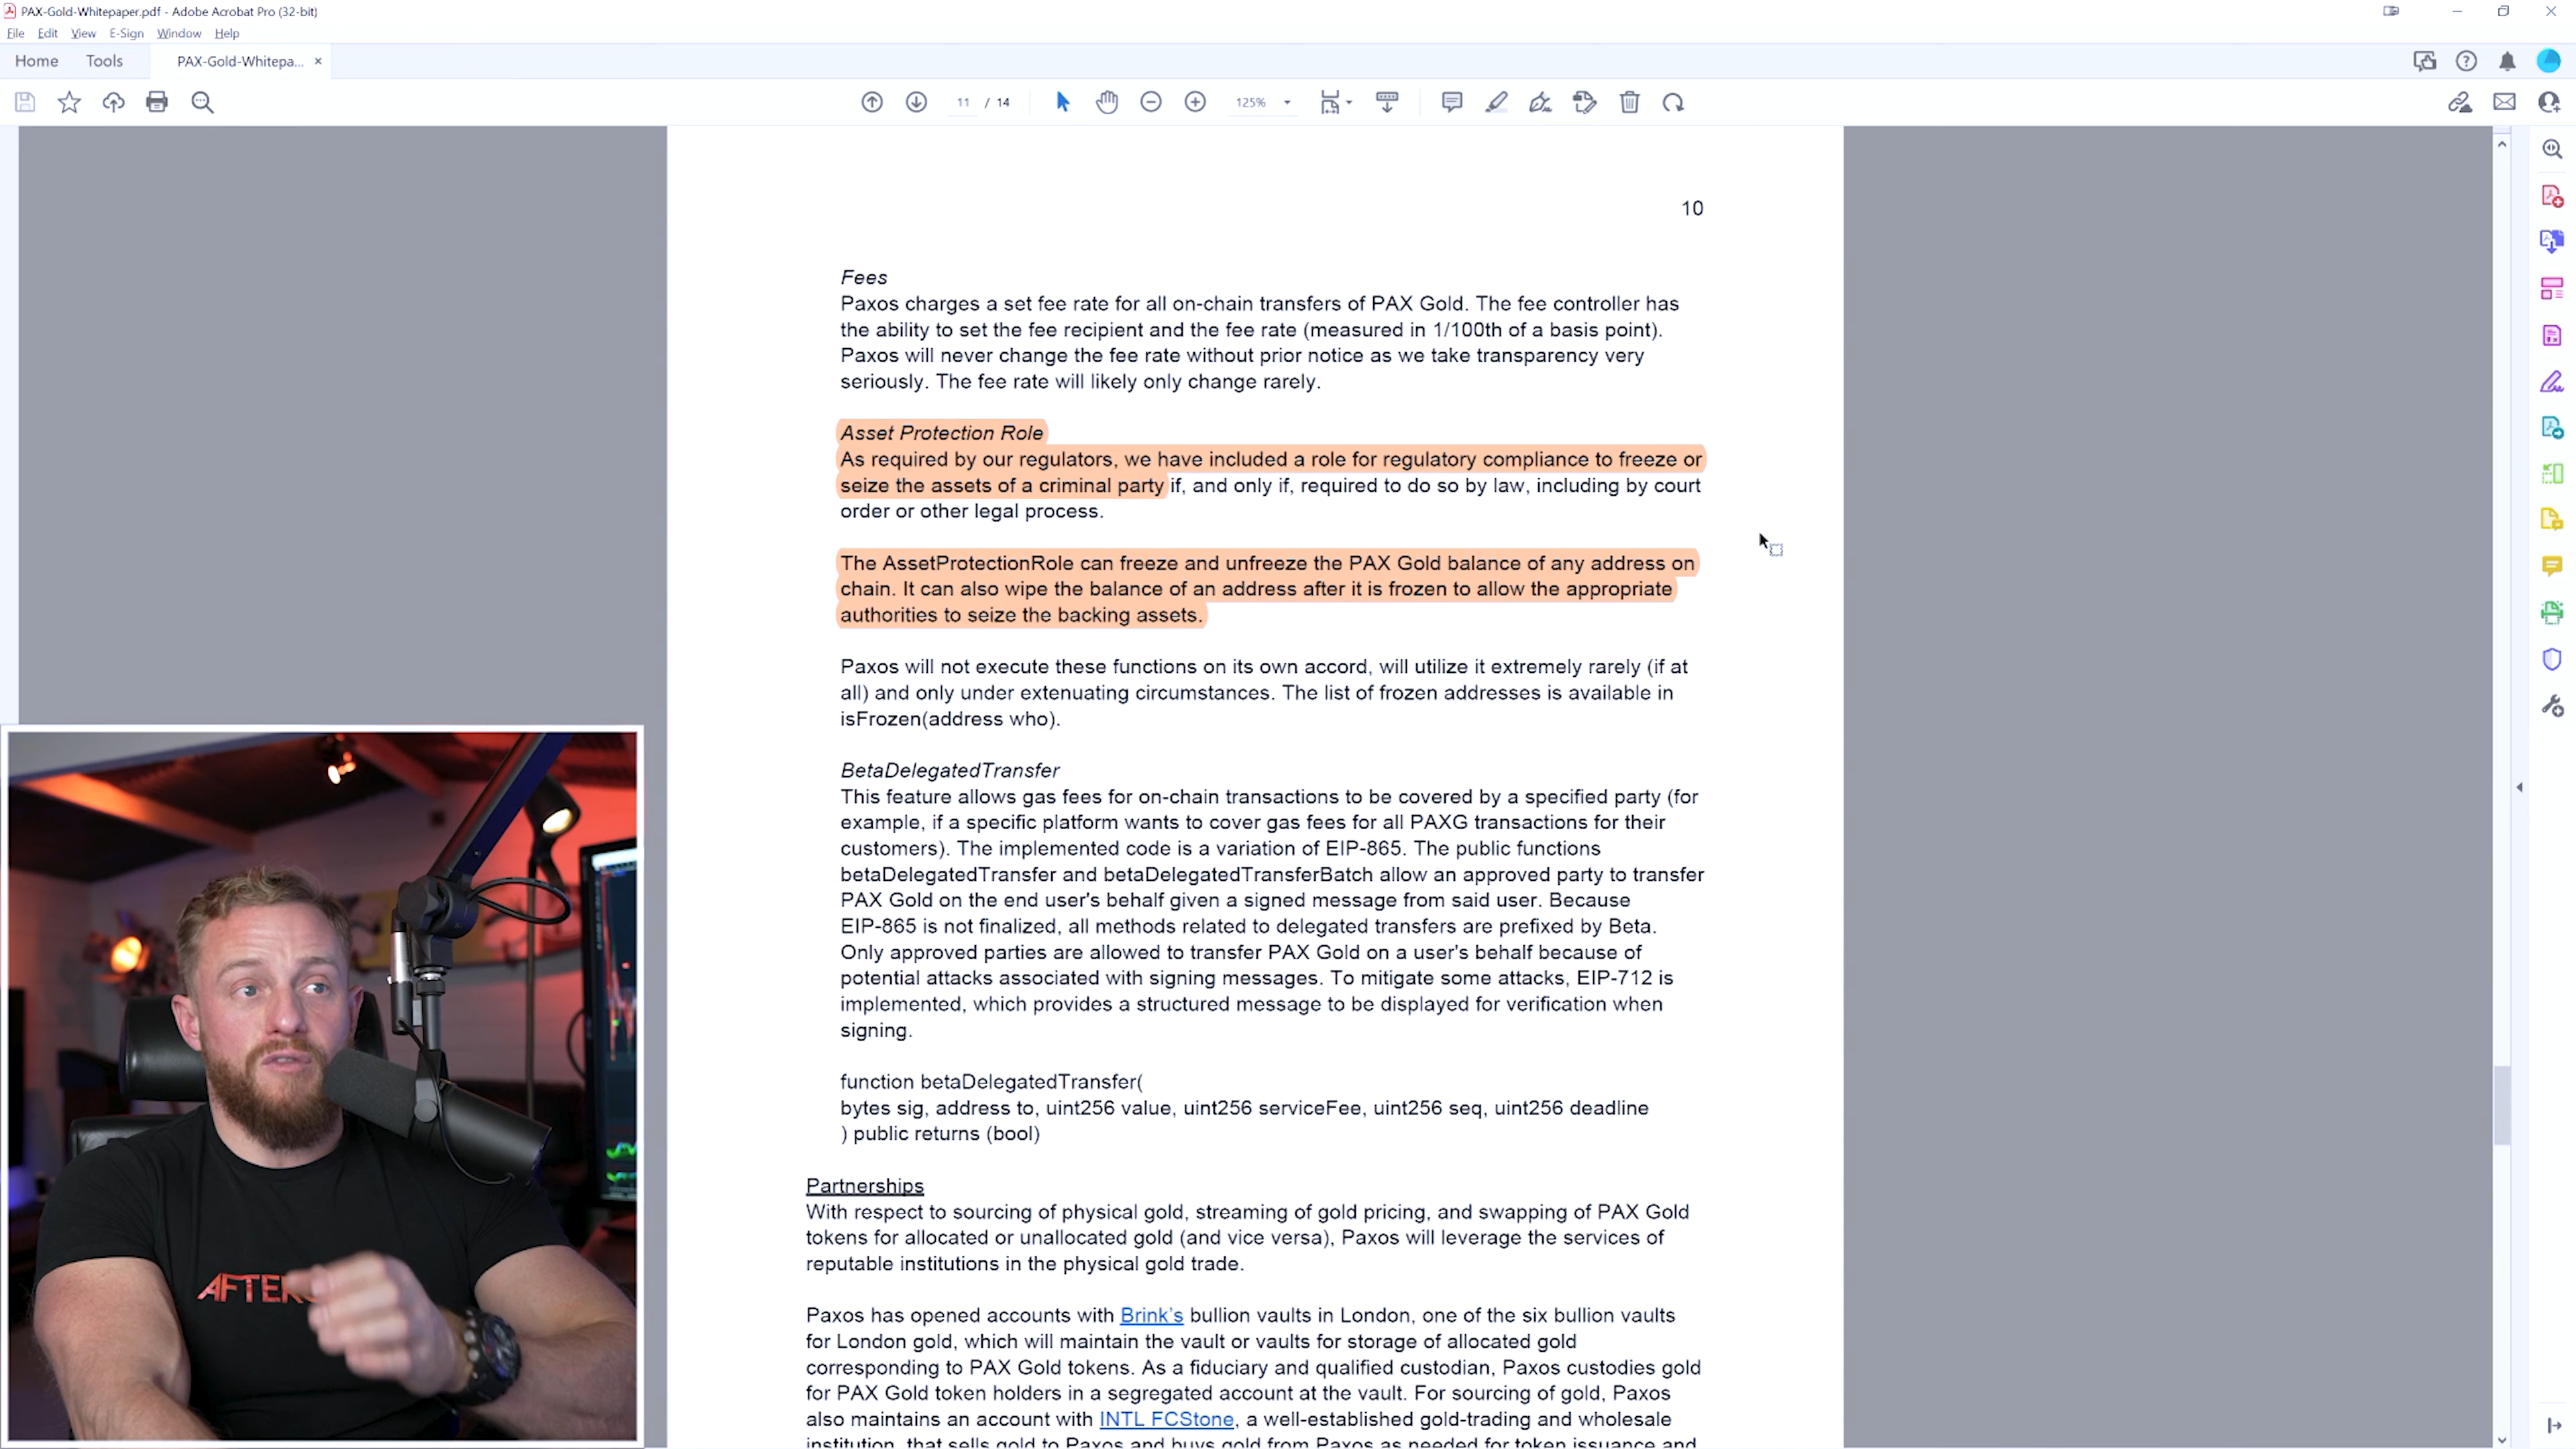 PAX-Gold-Whitepaper.pdf - Adobe Acrobat Pro (32-bit)
File Edit View E-Sign Window Help
Home Tools PAX-Gold-Whitepa... ×
11 / 14 125%
10
Fees
Paxos charges a set fee rate for all on-chain transfers of PAX Gold. The fee controller has
the ability to set the fee recipient and the fee rate (measured in 1/100th of a basis point).
Paxos will never change the fee rate without prior notice as we take transparency very
seriously. The fee rate will likely only change rarely.
Asset Protection Role
As required by our regulators, we have included a role for regulatory compliance to freeze or
seize the assets of a criminal party if, and only if, required to do so by law, including by court
order or other legal process.
The AssetProtectionRole can freeze and unfreeze the PAX Gold balance of any address on
chain. It can also wipe the balance of an address after it is frozen to allow the appropriate
authorities to seize the backing assets.
Paxos will not execute these functions on its own accord, will utilize it extremely rarely (if at
all) and only under extenuating circumstances. The list of frozen addresses is available in
isFrozen(address who).
BetaDelegatedTransfer
This feature allows gas fees for on-chain transactions to be covered by a specified party (for
example, if a specific platform wants to cover gas fees for all PAXG transactions for their
customers). The implemented code is a variation of EIP-865. The public functions
betaDelegatedTransfer and betaDelegatedTransferBatch allow an approved party to transfer
PAX Gold on the end user's behalf given a signed message from said user. Because
EIP-865 is not finalized, all methods related to delegated transfers are prefixed by Beta.
Only approved parties are allowed to transfer PAX Gold on a user's behalf because of
potential attacks associated with signing messages. To mitigate some attacks, EIP-712 is
implemented, which provides a structured message to be displayed for verification when
signing.
function betaDelegatedTransfer(
bytes sig, address to, uint256 value, uint256 serviceFee, uint256 seq, uint256 deadline
) public returns (bool)
Partnerships
With respect to sourcing of physical gold, streaming of gold pricing, and swapping of PAX Gold
tokens for allocated or unallocated gold (and vice versa), Paxos will leverage the services of
reputable institutions in the physical gold trade.
Paxos has opened accounts with Brink's bullion vaults in London, one of the six bullion vaults
for London gold, which will maintain the vault or vaults for storage of allocated gold
corresponding to PAX Gold tokens. As a fiduciary and qualified custodian, Paxos custodies gold
for PAX Gold token holders in a segregated account at the vault. For sourcing of gold, Paxos
also maintains an account with INTL FCStone, a well-established gold-trading and wholesale
institution, that sells gold to Paxos and buys gold from Paxos as needed for token issuance and
AFTER